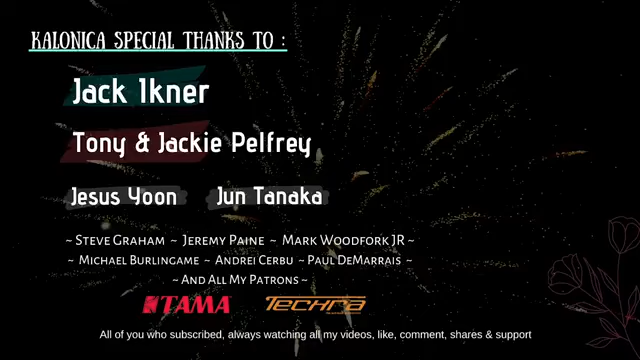 KALONICA SPECIAL THANKS TO :
Jack Ikner
Tony & Jackie Pelfrey
Jesus Yoon Jun Tanaka
~ Steve Graham ~ Jeremy Paine ~ Mark Woodfork JR ~
~ Michael Burlingame ~ Andrei Cerbu ~ Paul DeMarrais ~
~ And All My Patrons ~
TAMA TECHRA
All of you who subscribed, always watching all my videos, like, comment, shares & support